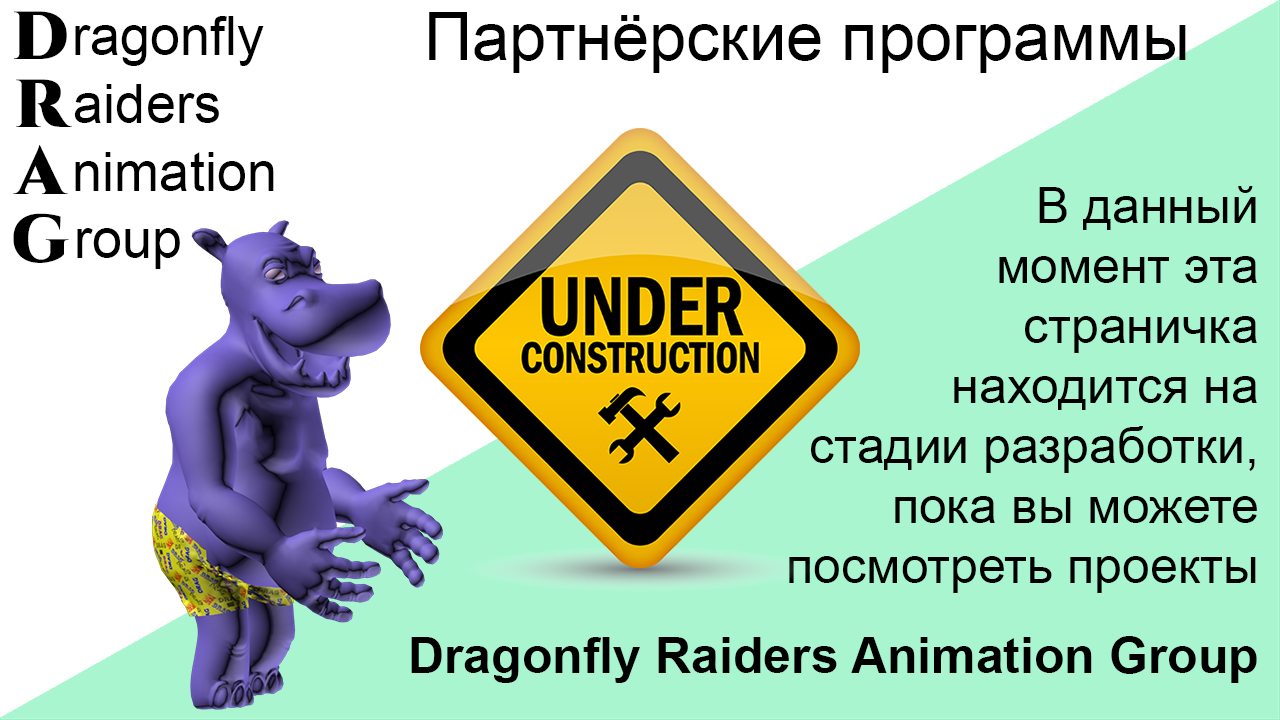 Dragonfly
Raiders
Animation
Group
Партнёрские программы
UNDER
CONSTRUCTION
В данный
момент эта
страничка
находится на
стадии разработки,
пока вы можете
посмотреть проекты
Dragonfly Raiders Animation Group